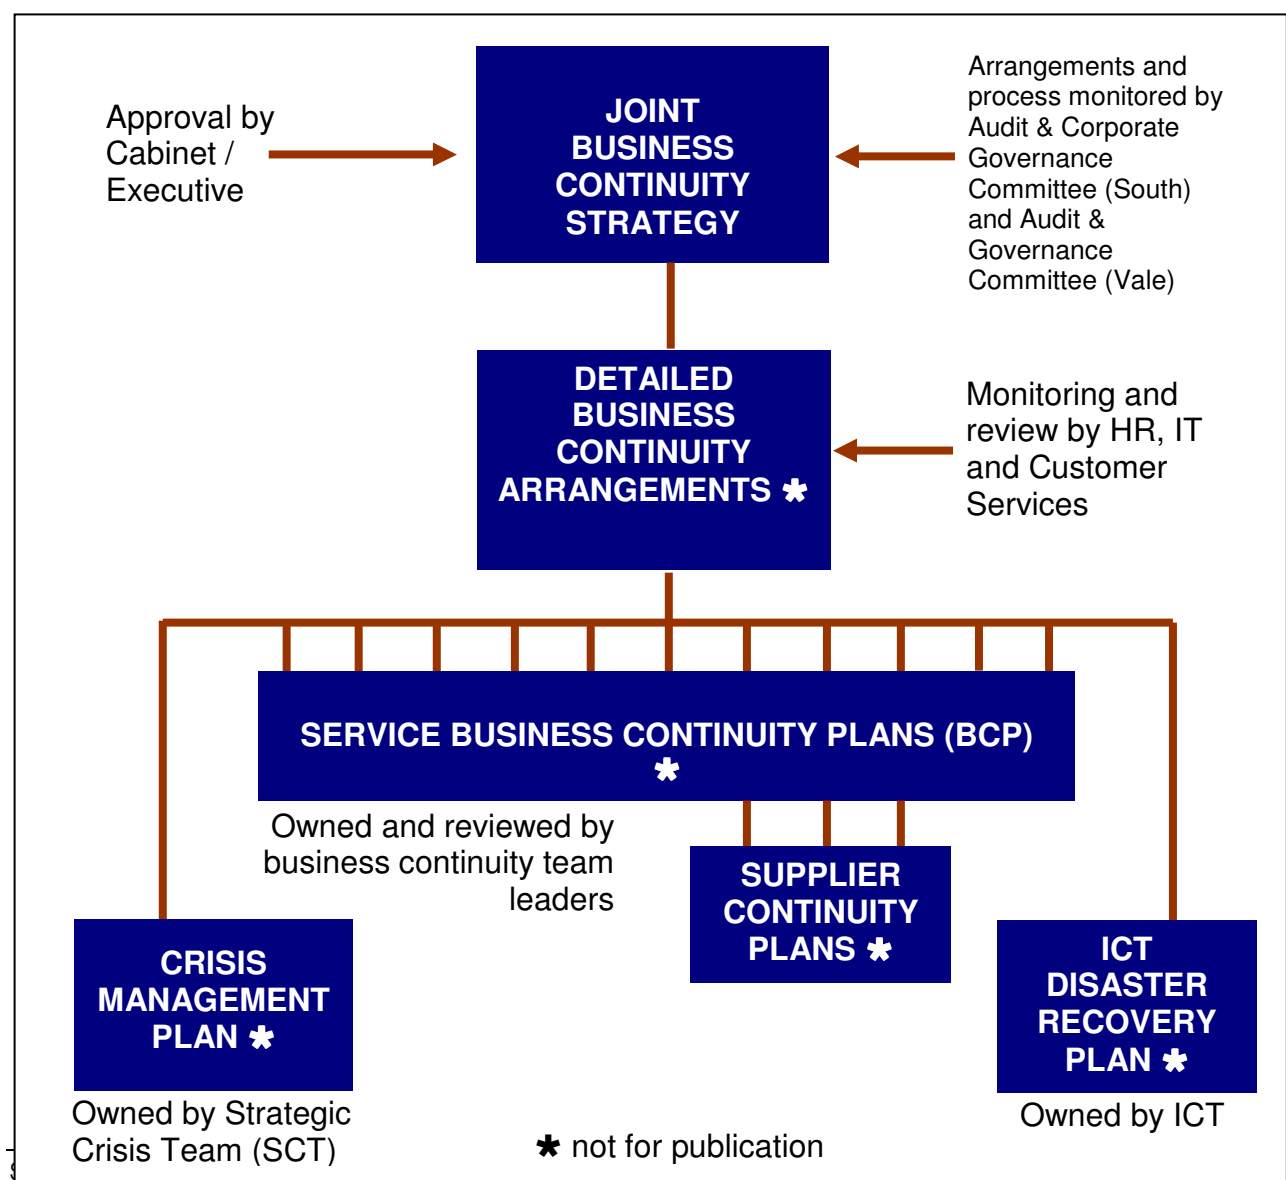 Approval by
Cabinet /
Executive
JOINT
BUSINESS
CONTINUITY
STRATEGY
Arrangements and
process monitored by
Audit & Corporate
Governance
Committee (South)
and Audit &
Governance
Committee (Vale)
DETAILED
BUSINESS
CONTINUITY
ARRANGEMENTS *
Monitoring and
review by HR, IT
and Customer
Services
SERVICE BUSINESS CONTINUITY PLANS (BCP)
*
Owned and reviewed by
business continuity team
leaders
SUPPLIER
CONTINUITY
PLANS *
CRISIS
MANAGEMENT
PLAN *
ICT
DISASTER
RECOVERY
PLAN *
Owned by Strategic
Crisis Team (SCT)
Owned by ICT
* not for publication